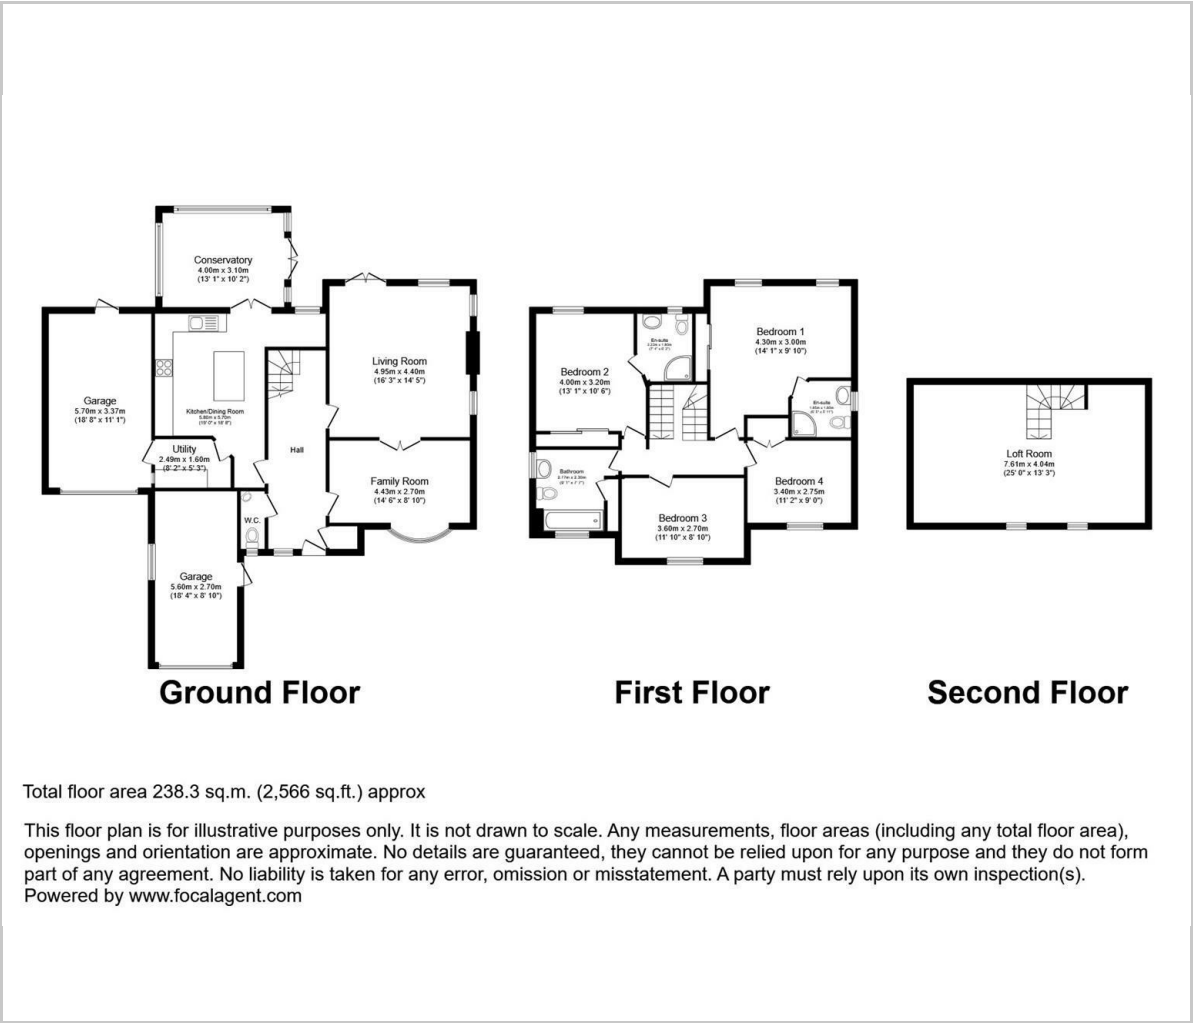 Conservatory
4.00m x 3.10m
(13' 1" x 10' 2")
Garage
5.70m x 3.37m
(18' 8" x 11' 1")
Kitchen/Dining Room
Utility
2.49m x 1.60m
(8' 2" x 5' 3")
Hall
Living Room
4.95m x 4.40m
(16' 3" x 14' 5")
Family Room
4.43m x 2.70m
(14' 6" x 8' 10")
W.C.
Garage
5.60m x 2.70m
(18' 4" x 8' 10")
Ground Floor
Bedroom 1
4.30m x 3.00m
(14' 1" x 9' 10")
En-suite
Bedroom 2
4.00m x 3.20m
(13' 1" x 10' 6")
En-suite
Bathroom
Bedroom 4
3.40m x 2.75m
(11' 2" x 9' 0")
Bedroom 3
3.60m x 2.70m
(11' 10" x 8' 10")
First Floor
Loft Room
7.61m x 4.04m
(25' 0" x 13' 3")
Second Floor
Total floor area 238.3 sq.m. (2,566 sq.ft.) approx
This floor plan is for illustrative purposes only. It is not drawn to scale. Any measurements, floor areas (including any total floor area),
openings and orientation are approximate. No details are guaranteed, they cannot be relied upon for any purpose and they do not form
part of any agreement. No liability is taken for any error, omission or misstatement. A party must rely upon its own inspection(s).
Powered by www.focalagent.com